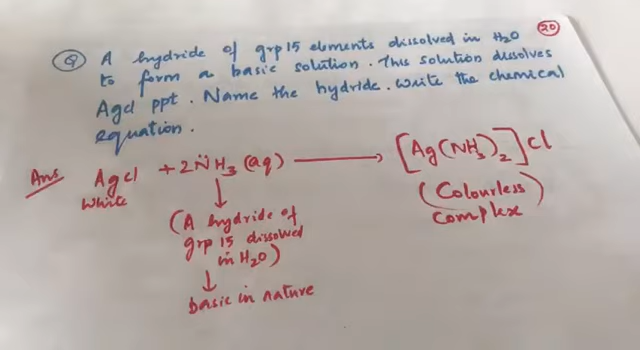 20
Q A hydride of grp 15 elements dissolved in H₂O
to form a basic solution. This solution dissolves
AgCl ppt. Name the hydride. Write the chemical
equation.
Ans AgCl + 2N̈H₃ (aq) ⟶ [Ag(NH₃)₂]Cl
White
(Colourless)
complex
↓
(A hydride of
grp 15 dissolved
in H₂O)
↓
basic in nature